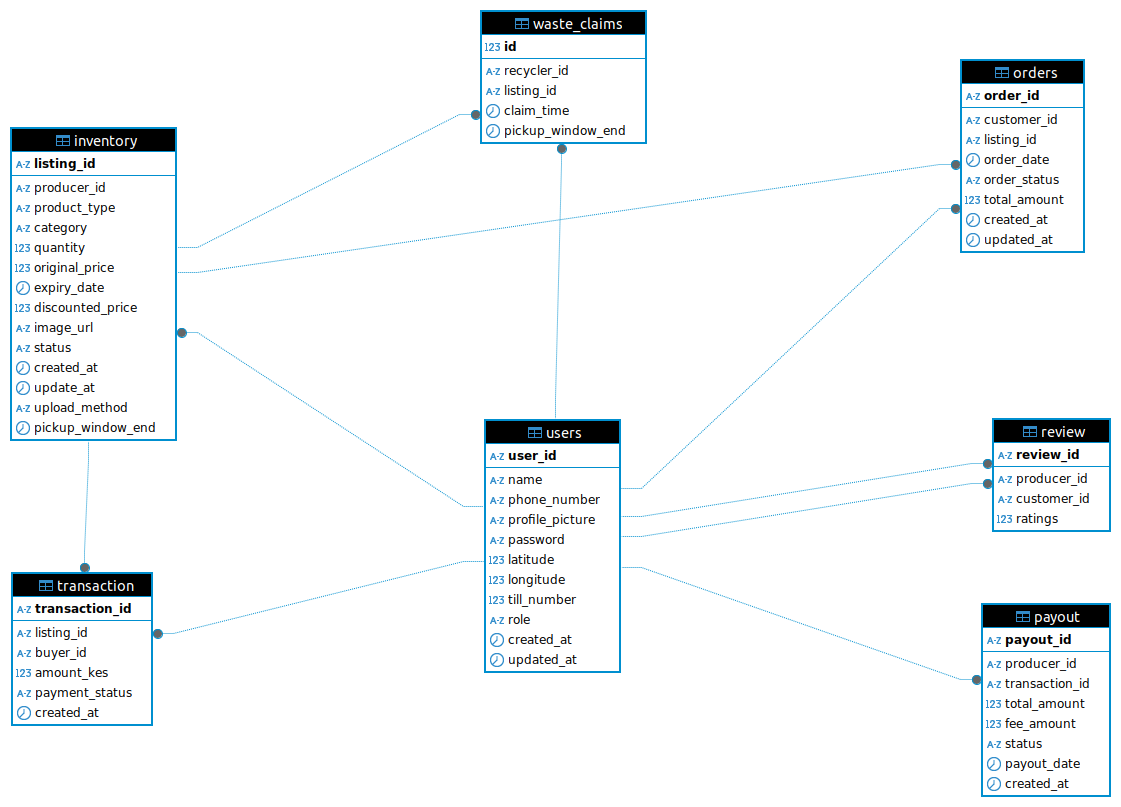 waste_claims
123 id
A-Z recycler_id
A-Z listing_id
claim_time
pickup_window_end
orders
A-Z order_id
A-Z customer_id
A-Z listing_id
order_date
A-Z order_status
123 total_amount
created_at
updated_at
inventory
A-Z listing_id
A-Z producer_id
A-Z product_type
A-Z category
123 quantity
123 original_price
expiry_date
123 discounted_price
A-Z image_url
A-Z status
created_at
update_at
A-Z upload_method
pickup_window_end
users
A-Z user_id
A-Z name
A-Z phone_number
A-Z profile_picture
A-Z password
123 latitude
123 longitude
123 till_number
A-Z role
created_at
updated_at
review
A-Z review_id
A-Z producer_id
A-Z customer_id
123 ratings
transaction
A-Z transaction_id
A-Z listing_id
A-Z buyer_id
123 amount_kes
A-Z payment_status
created_at
payout
A-Z payout_id
A-Z producer_id
A-Z transaction_id
123 total_amount
123 fee_amount
A-Z status
payout_date
created_at